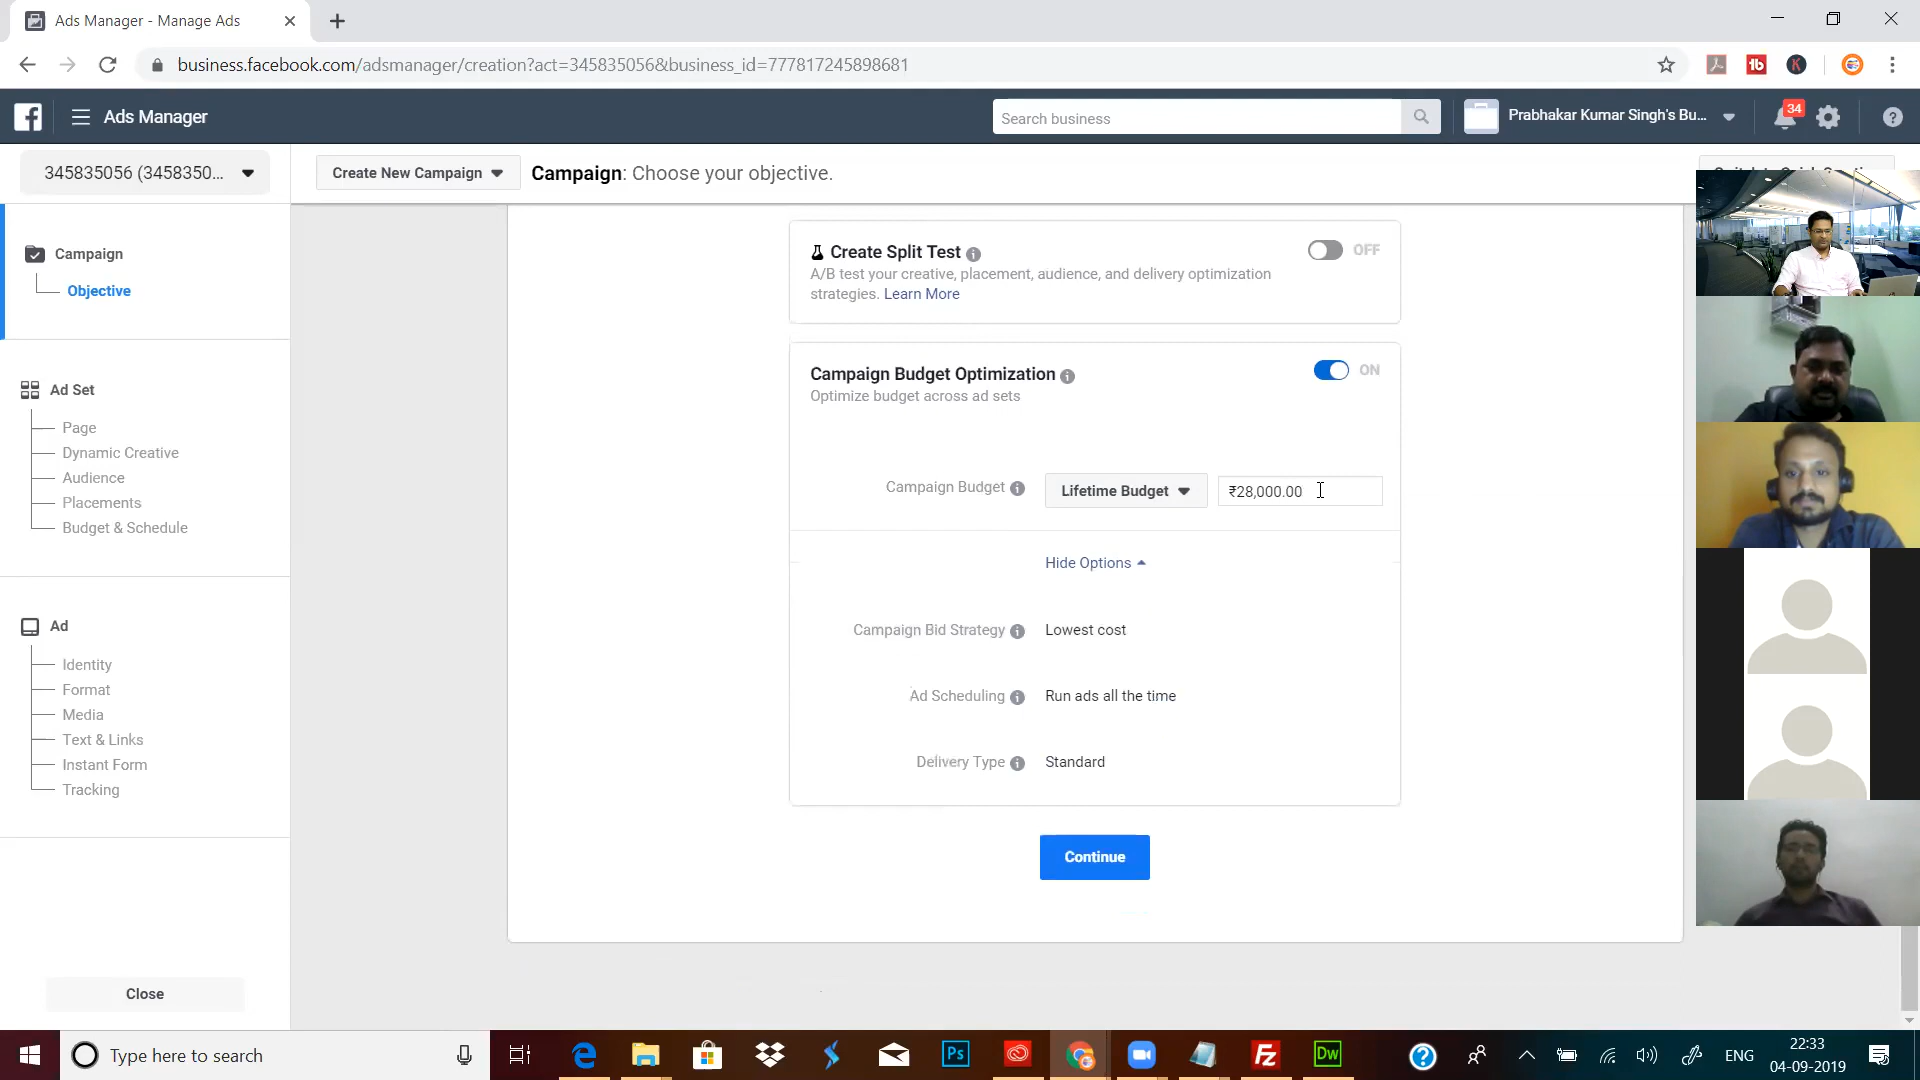 Ads Manager - Manage Ads
business.facebook.com/adsmanager/creation?act=345835056&business_id=777817245898681
Ads Manager
Search business
Prabhakar Kumar Singh's Bu...
34
345835056 (3458350...
Create New Campaign
Campaign: Choose your objective.
Campaign
Objective
Ad Set
Page
Dynamic Creative
Audience
Placements
Budget & Schedule
Ad
Identity
Format
Media
Text & Links
Instant Form
Tracking
Close
Create Split Test
OFF
A/B test your creative, placement, audience, and delivery optimization
strategies. Learn More
Campaign Budget Optimization
ON
Optimize budget across ad sets
Campaign Budget
Lifetime Budget
₹28,000.00
Hide Options
Campaign Bid Strategy
Lowest cost
Ad Scheduling
Run ads all the time
Delivery Type
Standard
Continue
Type here to search
Ps
Fz
Dw
ENG
22:33
04-09-2019